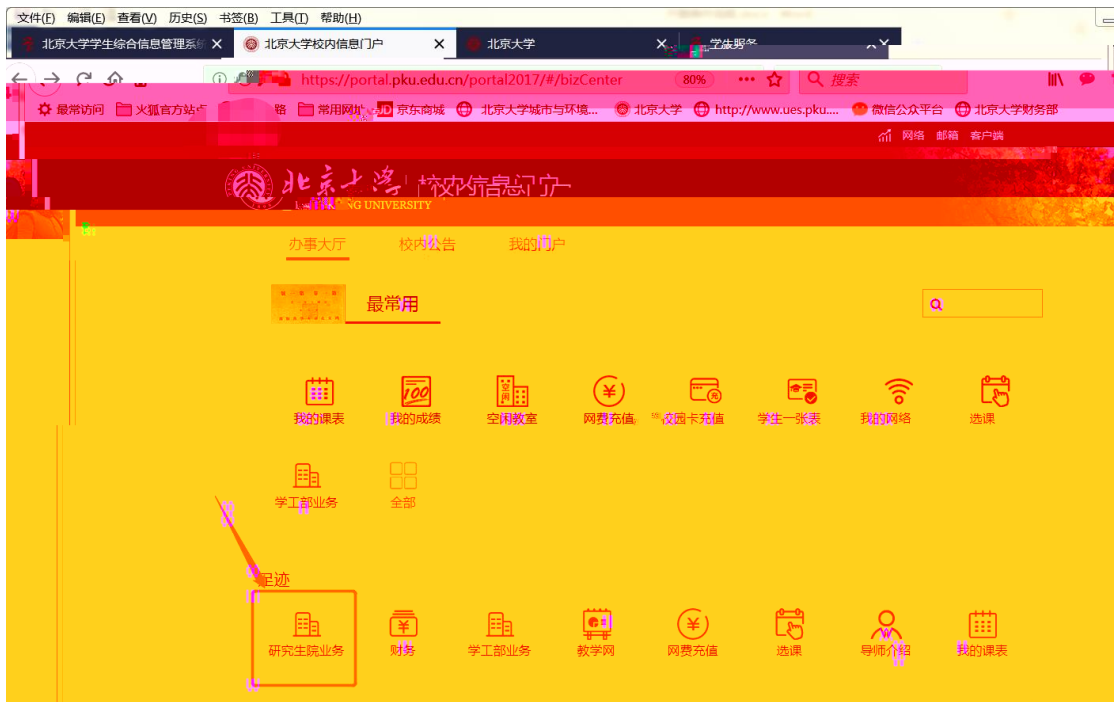 文件(F) 编辑(E) 查看(V) 历史(S) 书签(B) 工具(T) 帮助(H)
北京大学学生综合信息管理系统 北京大学校内信息门户 北京大学 学生服务
https://portal.pku.edu.cn/portal2017/#/bizCenter 80% 搜索
最常访问 火狐官方站点 常用网址 JD 京东商城 北京大学城市与环境... 北京大学 http://www.ues.pku.... 微信公众平台 北京大学财务部
网络 邮箱 客户端
北京大学 校内信息门户
NG UNIVERSITY
办事大厅 校内公告 我的门户
最常用
我的课表 我的成绩 空闲教室 网费充值 校园卡充值 学生一张表 我的网络 选课
学工部业务 全部
足迹
研究生院业务 财务 学工部业务 教学网 网费充值 选课 导师介绍 我的课表